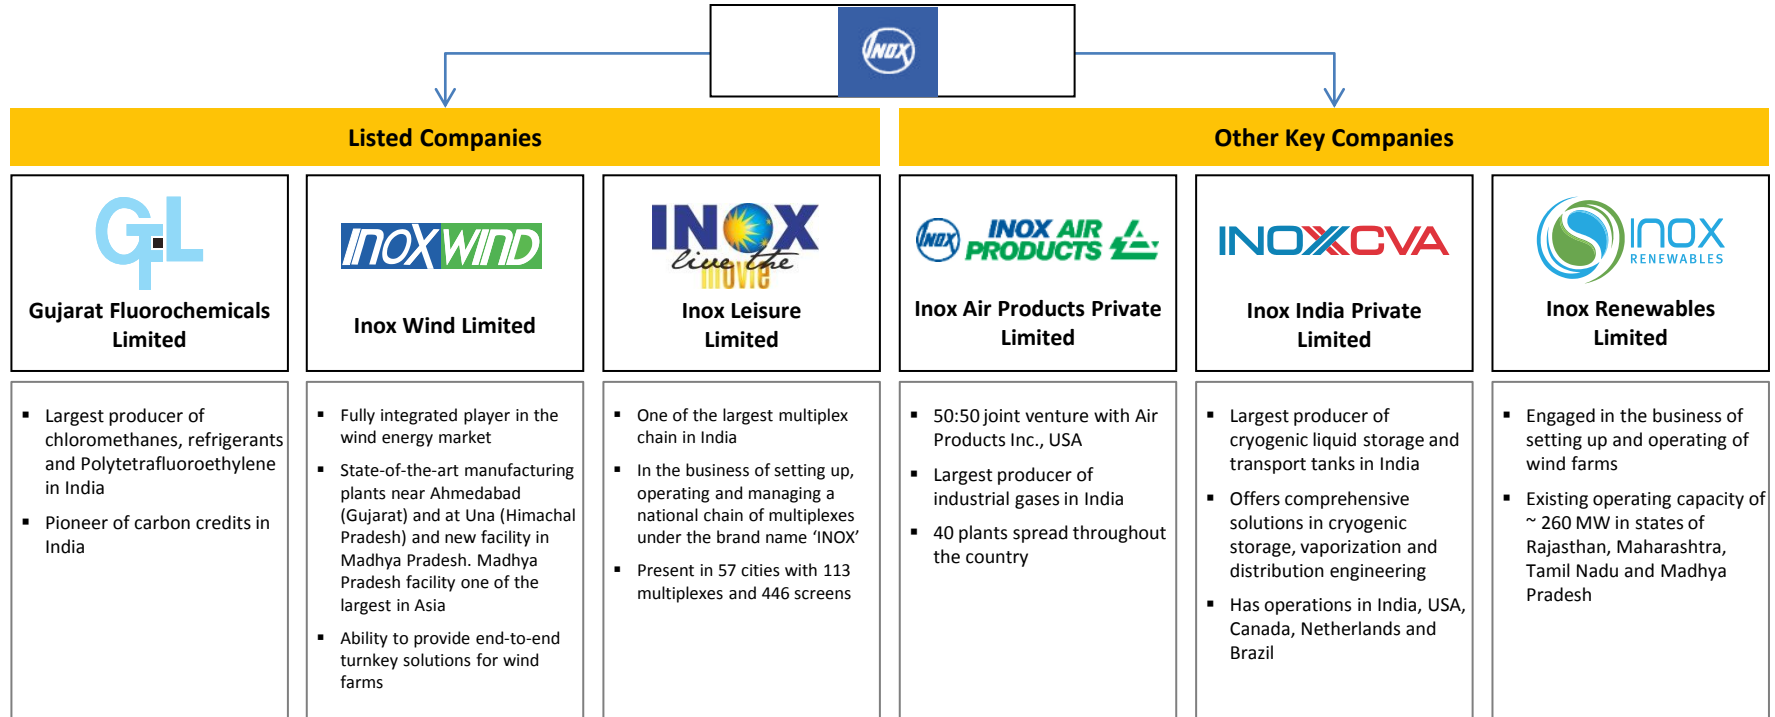 INOX
Listed Companies
Other Key Companies
GFL
Gujarat Fluorochemicals
Limited
INOXWIND
Inox Wind Limited
INOX
live the
movie
Inox Leisure
Limited
INOX
INOX AIR
PRODUCTS
Inox Air Products Private
Limited
INOXCVA
Inox India Private
Limited
INOX
RENEWABLES
Inox Renewables
Limited
▪ Largest producer of
chloromethanes, refrigerants
and Polytetrafluoroethylene
in India
▪ Pioneer of carbon credits in
India
▪ Fully integrated player in the
wind energy market
▪ State-of-the-art manufacturing
plants near Ahmedabad
(Gujarat) and at Una (Himachal
Pradesh) and new facility in
Madhya Pradesh. Madhya
Pradesh facility one of the
largest in Asia
▪ Ability to provide end-to-end
turnkey solutions for wind
farms
▪ One of the largest multiplex
chain in India
▪ In the business of setting up,
operating and managing a
national chain of multiplexes
under the brand name ‘INOX’
▪ Present in 57 cities with 113
multiplexes and 446 screens
▪ 50:50 joint venture with Air
Products Inc., USA
▪ Largest producer of
industrial gases in India
▪ 40 plants spread throughout
the country
▪ Largest producer of
cryogenic liquid storage and
transport tanks in India
▪ Offers comprehensive
solutions in cryogenic
storage, vaporization and
distribution engineering
▪ Has operations in India, USA,
Canada, Netherlands and
Brazil
▪ Engaged in the business of
setting up and operating of
wind farms
▪ Existing operating capacity of
~ 260 MW in states of
Rajasthan, Maharashtra,
Tamil Nadu and Madhya
Pradesh